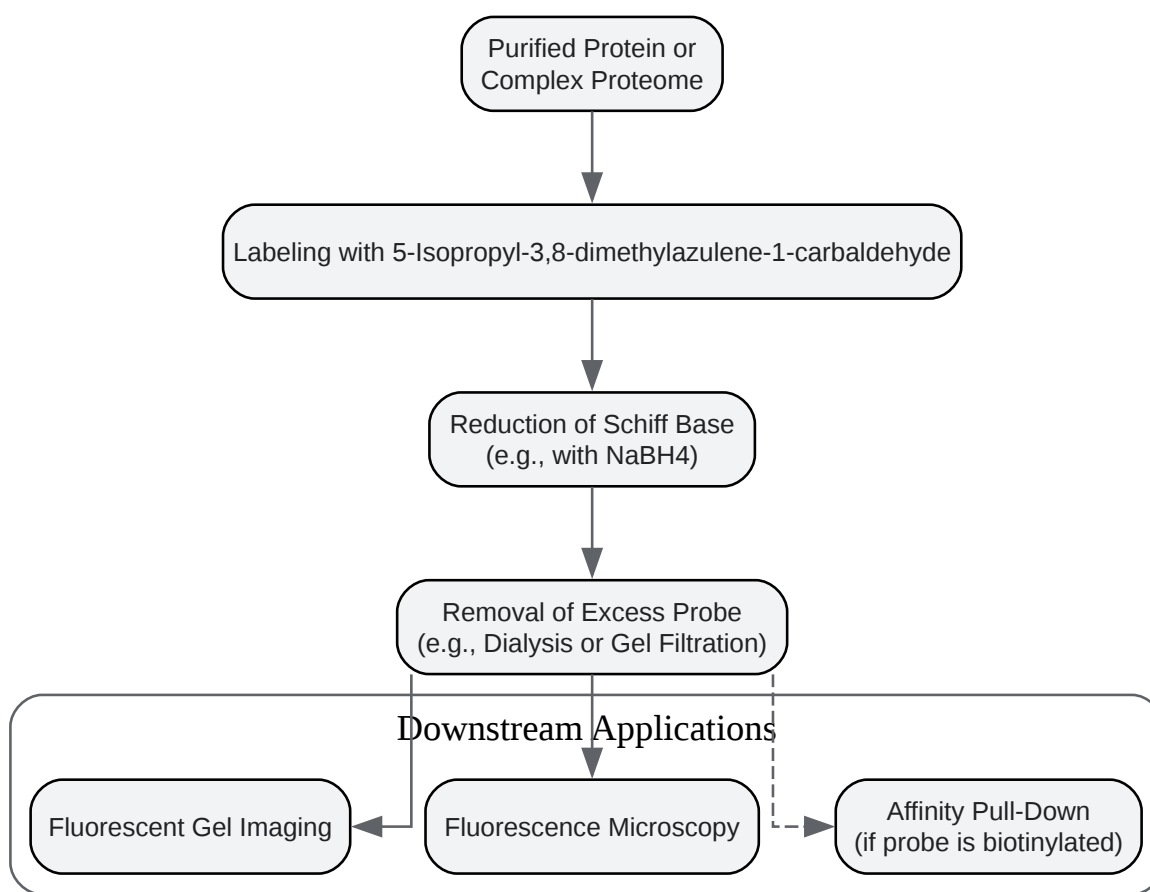 Purified Protein or
Complex Proteome
Labeling with 5-Isopropyl-3,8-dimethylazulene-1-carbaldehyde
Reduction of Schiff Base
(e.g., with NaBH4)
Removal of Excess Probe
(e.g., Dialysis or Gel Filtration)
Downstream Applications
Fluorescent Gel Imaging
Fluorescence Microscopy
Affinity Pull-Down
(if probe is biotinylated)